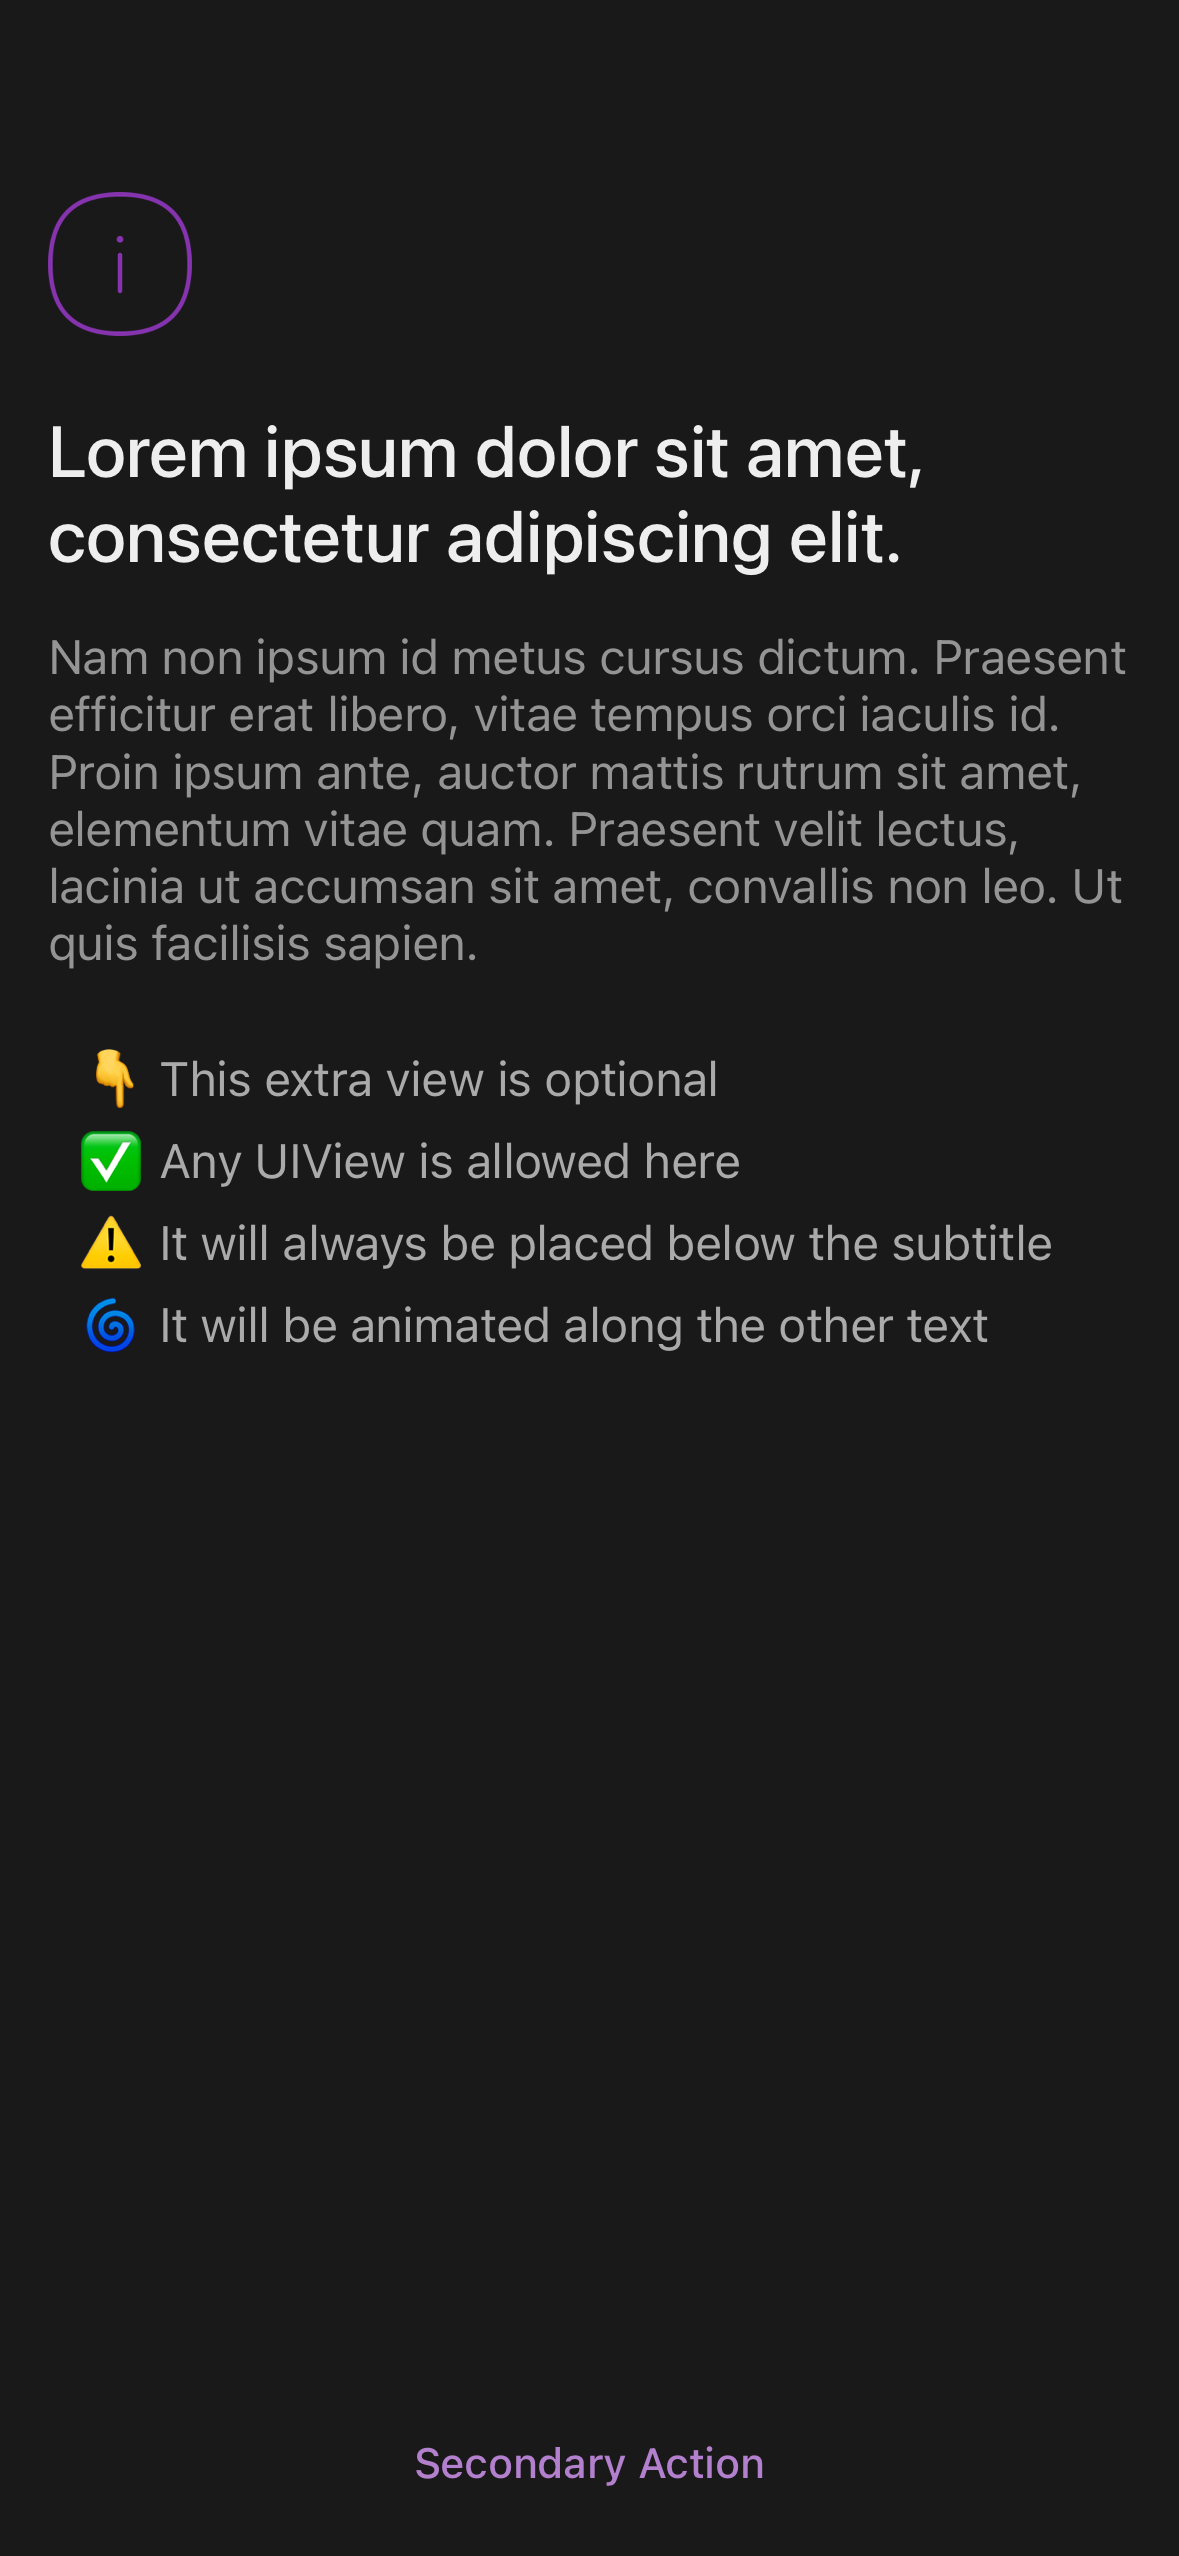 Lorem ipsum dolor sit amet,
consectetur adipiscing elit.
Nam non ipsum id metus cursus dictum. Praesent
efficitur erat libero, vitae tempus orci iaculis id.
Proin ipsum ante, auctor mattis rutrum sit amet,
elementum vitae quam. Praesent velit lectus,
lacinia ut accumsan sit amet, convallis non leo. Ut
quis facilisis sapien.
👇 This extra view is optional
✅ Any UIView is allowed here
⚠️ It will always be placed below the subtitle
🌀 It will be animated along the other text
Secondary Action